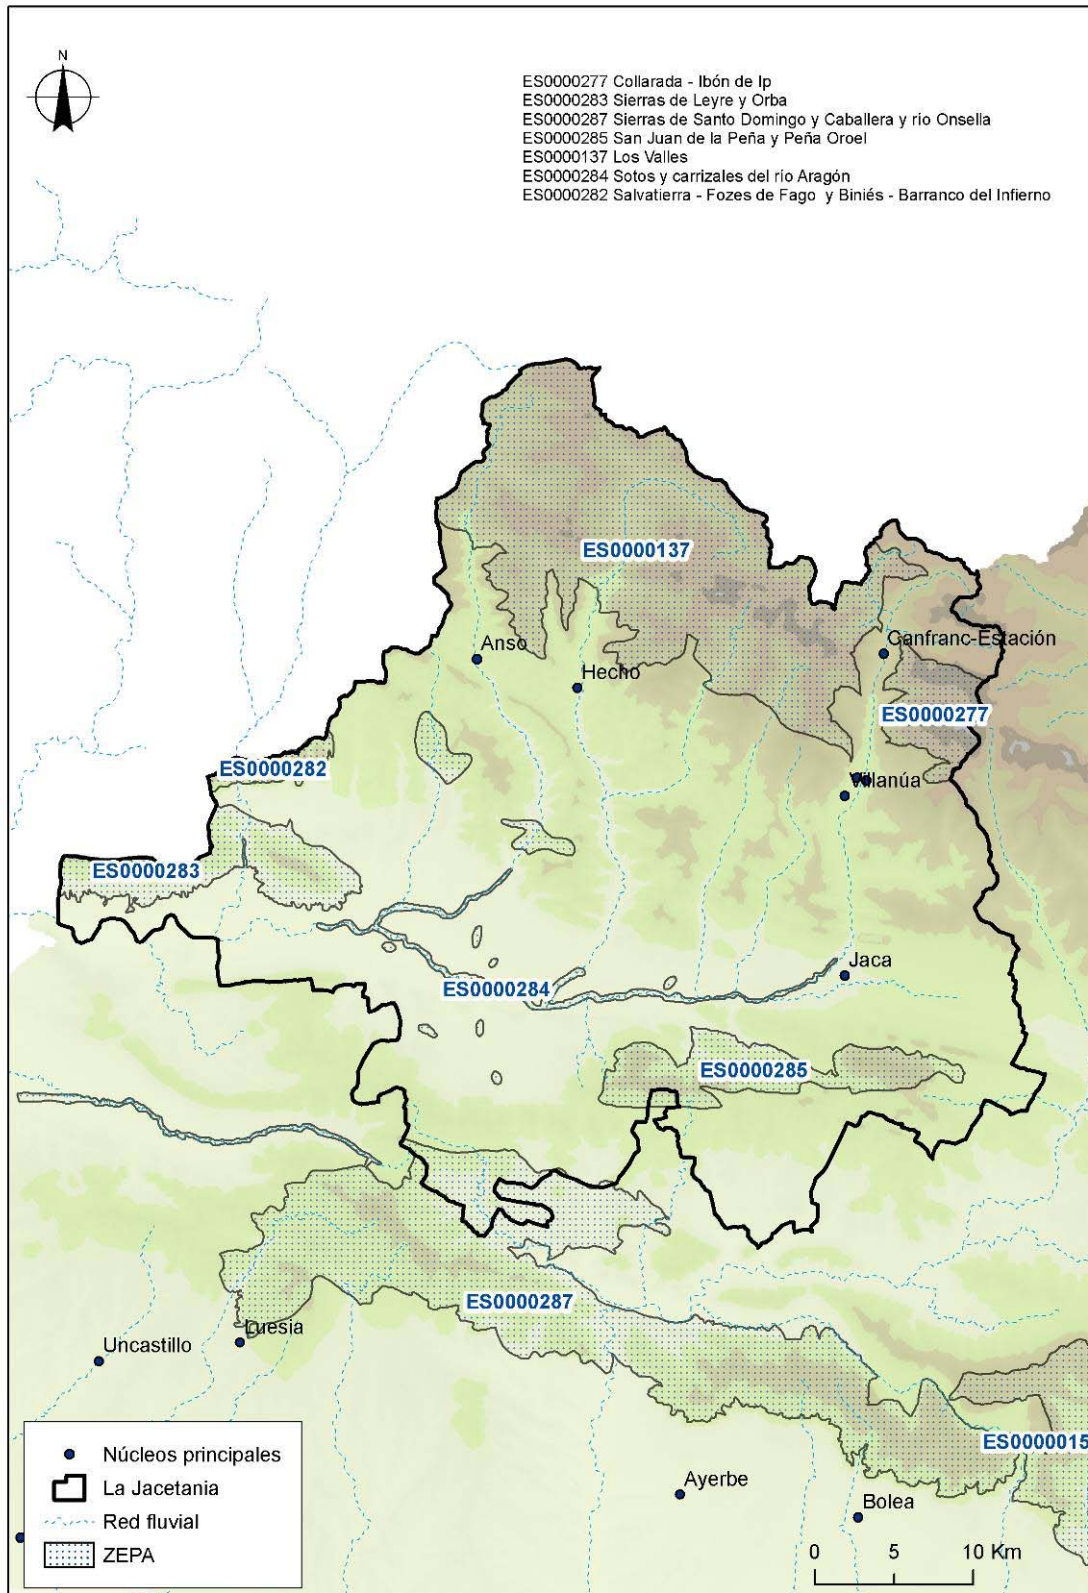 N
ES0000277 Collarada - Ibón de Ip
ES0000283 Sierras de Leyre y Orba
ES0000287 Sierras de Santo Domingo y Caballera y río Onsella
ES0000285 San Juan de la Peña y Peña Oroel
ES0000137 Los Valles
ES0000284 Sotos y carrizales del río Aragón
ES0000282 Salvatierra - Fozes de Fago y Biniés - Barranco del Infierno
ES0000137
Anso
Canfranc-Estación
Hecho
ES0000277
ES0000282
Villanúa
ES0000283
Jaca
ES0000284
ES0000285
ES0000287
Luesia
Uncastillo
ES0000015
Núcleos principales
La Jacetania
Red fluvial
ZEPA
Ayerbe
Bolea
0 5 10 Km